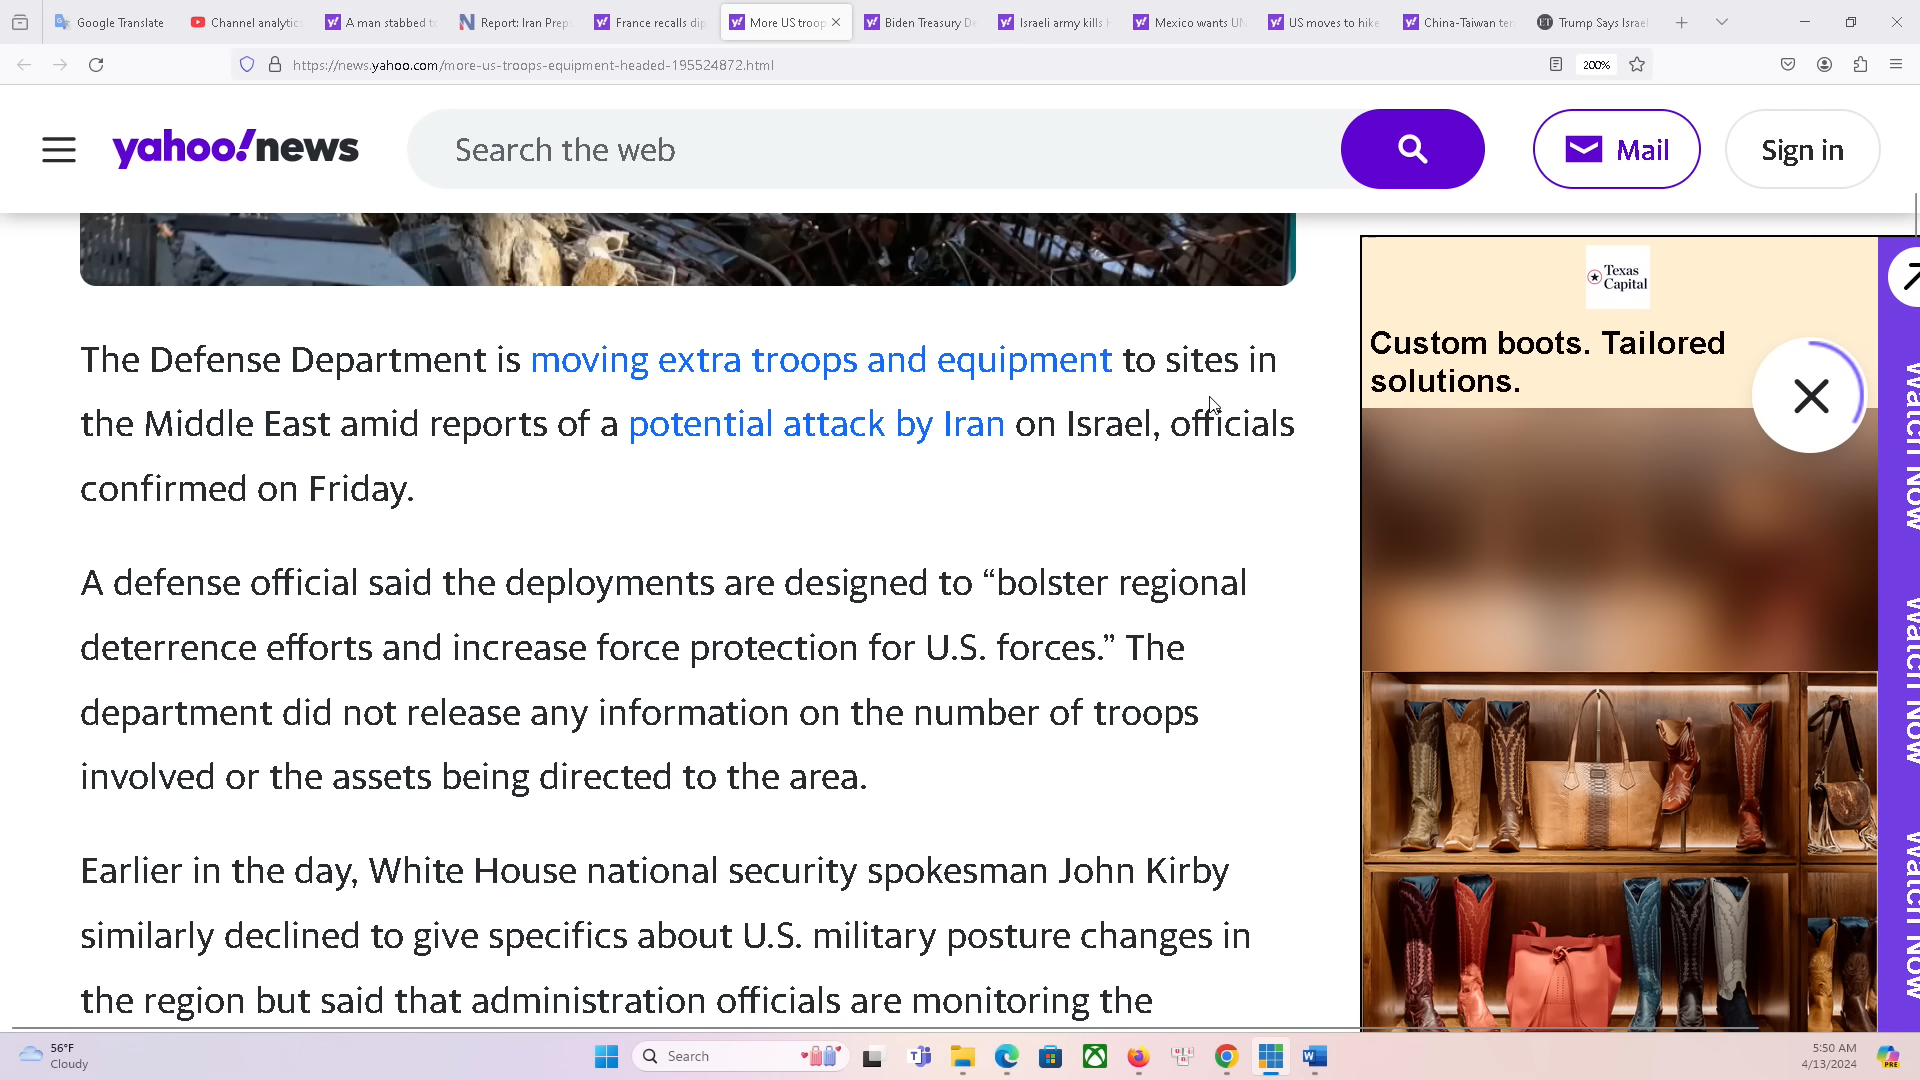 Google Translate
Channel analytics
A man stabbed to
Report: Iran Prep
France recalls dip
More US troop
Biden Treasury De
Israeli army kills H
Mexico wants UN
US moves to hike
China-Taiwan ten
ET
Trump Says Israel
https://news.yahoo.com/more-us-troops-equipment-headed-195524872.html
200%
yahoo!news
Search the web
Mail
Sign in
The Defense Department is moving extra troops and equipment to sites in
the Middle East amid reports of a potential attack by Iran on Israel, officials
confirmed on Friday.
A defense official said the deployments are designed to “bolster regional
deterrence efforts and increase force protection for U.S. forces.” The
department did not release any information on the number of troops
involved or the assets being directed to the area.
Earlier in the day, White House national security spokesman John Kirby
similarly declined to give specifics about U.S. military posture changes in
the region but said that administration officials are monitoring the
Texas
Capital
Custom boots. Tailored
solutions.
Watch Now
Watch Now
Watch Now
56°F
Cloudy
Search
5:50 AM
4/13/2024
PRE